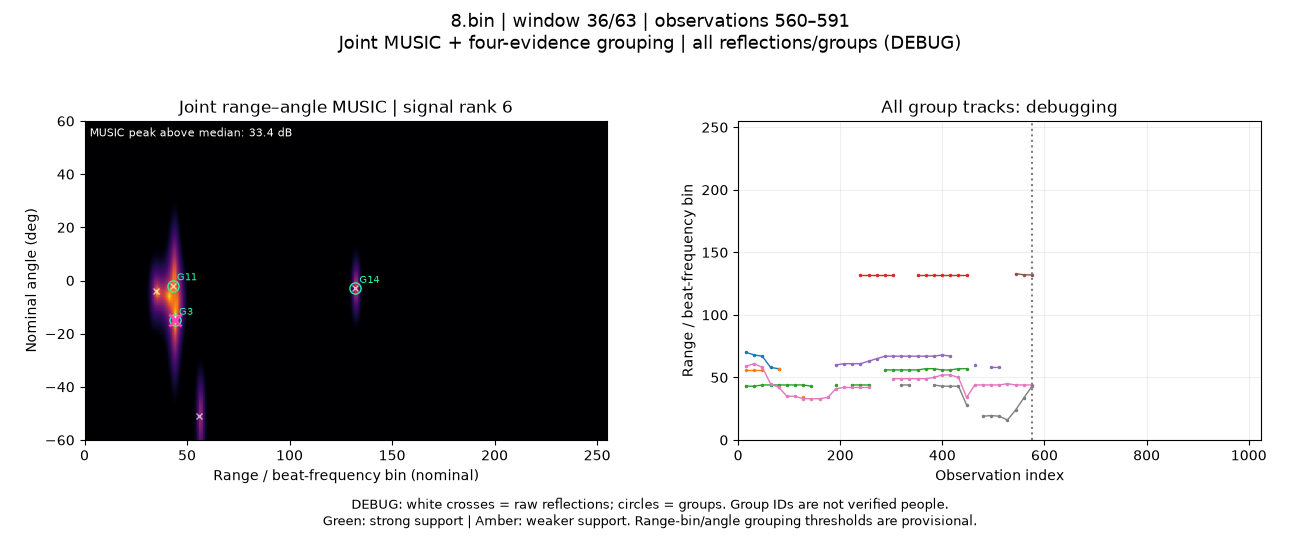 8.bin | window 36/63 | observations 560–591
Joint MUSIC + four-evidence grouping | all reflections/groups (DEBUG)
Joint range–angle MUSIC | signal rank 6
MUSIC peak above median: 33.4 dB
60
40
20
0
−20
−40
−60
Nominal angle (deg)
G11
G3
G14
0
50
100
150
200
250
Range / beat-frequency bin (nominal)
All group tracks: debugging
250
200
150
100
50
0
Range / beat-frequency bin
0
200
400
600
800
1000
Observation index
DEBUG: white crosses = raw reflections; circles = groups. Group IDs are not verified people.
Green: strong support | Amber: weaker support. Range-bin/angle grouping thresholds are provisional.